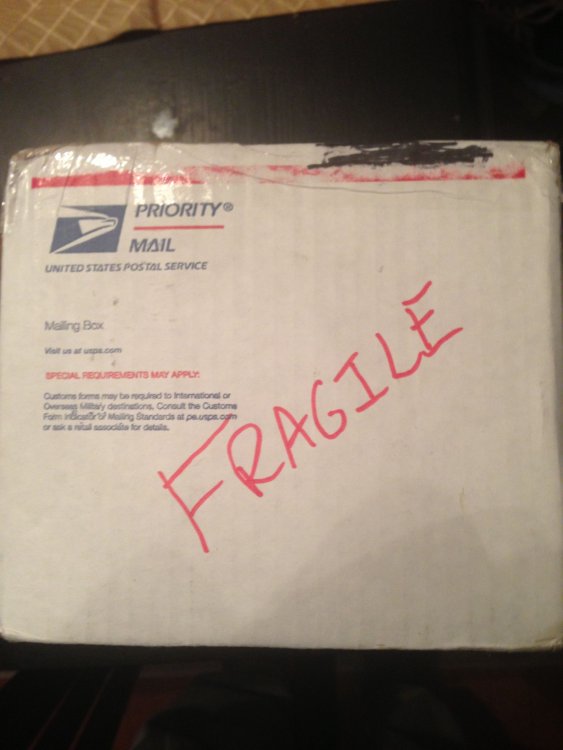 PRIORITY®
MAIL
UNITED STATES POSTAL SERVICE
Mailing Box
Visit us at usps.com
SPECIAL REQUIREMENTS MAY APPLY:
Customs forms may be required to International or
Overseas Military destinations. Consult the Customs
Form Indicator of Mailing Standards at pe.usps.com
or ask a retail associate for details.
FRAGILE